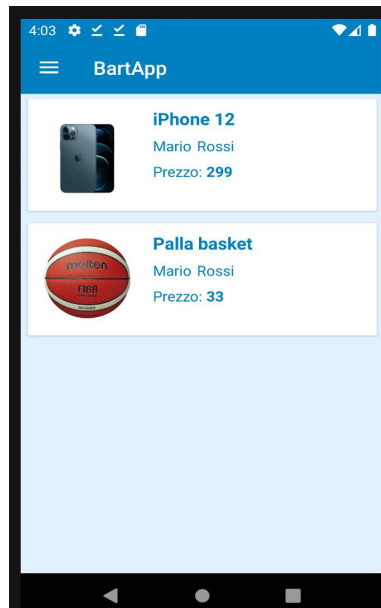 4:03
BartApp
iPhone 12
Mario Rossi
Prezzo: 299
molten
FIBA
Palla basket
Mario Rossi
Prezzo: 33